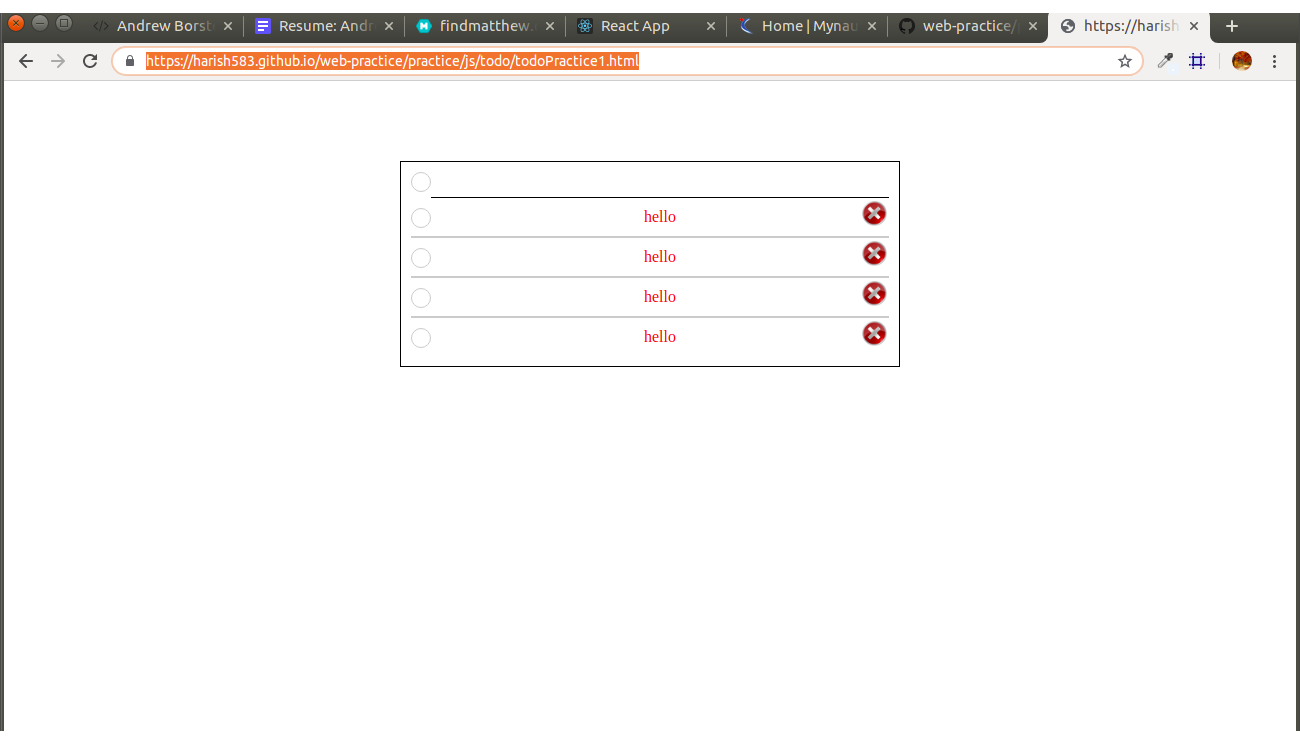 Andrew Borst
Resume: Andr
findmatthew.
React App
Home | Mynau
web-practice/
https://harish
https://harish583.github.io/web-practice/practice/js/todo/todoPractice1.html
hello
hello
hello
hello